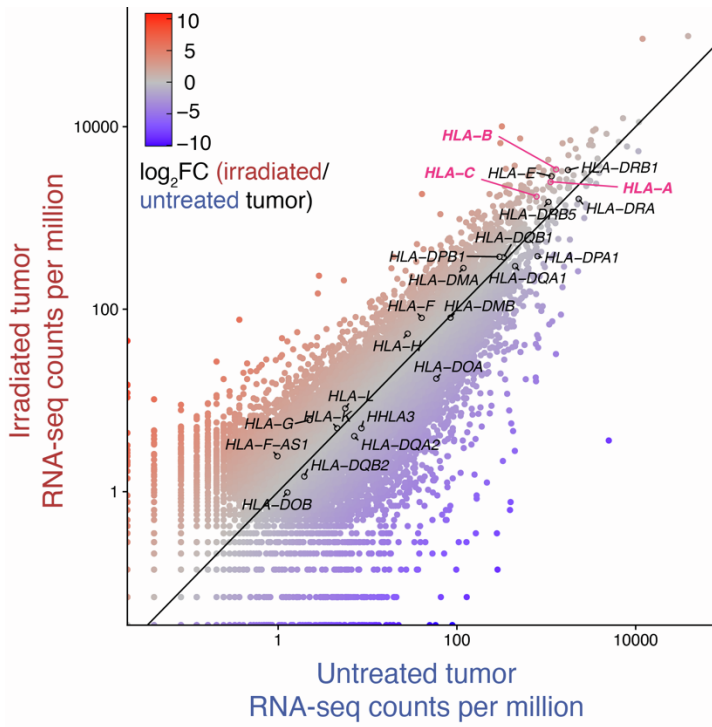 10
5
0
−5
−10
log2FC (irradiated/
untreated tumor)
10000
100
1
Irradiated tumor
RNA-seq counts per million
HLA−B
HLA−C
HLA−E
HLA−DRB1
HLA−A
HLA−DRB5
HLA−DRA
HLA−DQB1
HLA−DPB1
HLA−DPA1
HLA−DMA
HLA−DQA1
HLA−F
HLA−DMB
HLA−H
HLA−DOA
HLA−L
HLA−G
HLA−K
HHLA3
HLA−F−AS1
HLA−DQA2
HLA−DQB2
HLA−DOB
1
100
10000
Untreated tumor
RNA-seq counts per million